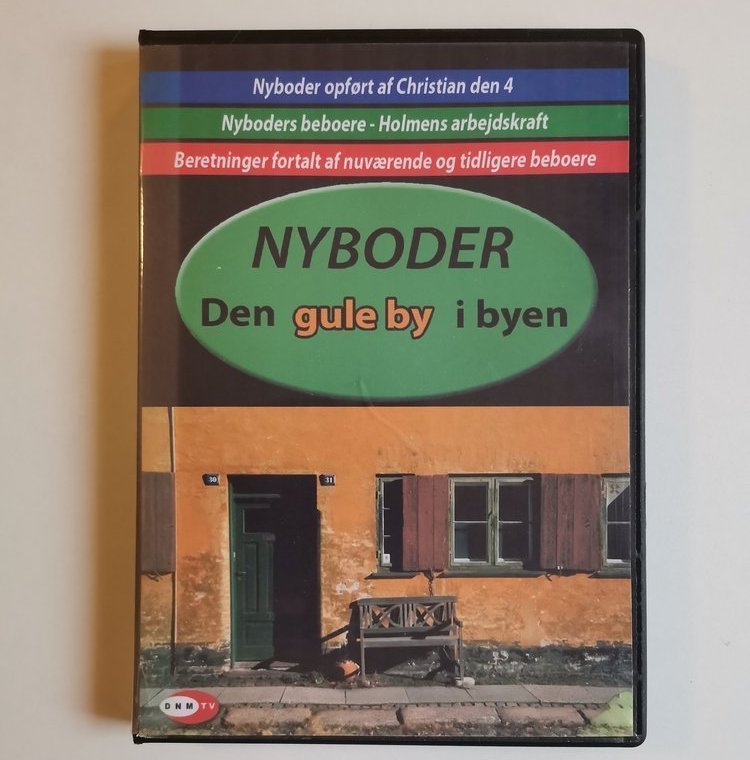 Nyboder opført af Christian den 4
Nyboders beboere - Holmens arbejdskraft
Beretninger fortalt af nuværende og tidligere beboere
NYBODER
Den gule by i byen
30 31
DNM TV